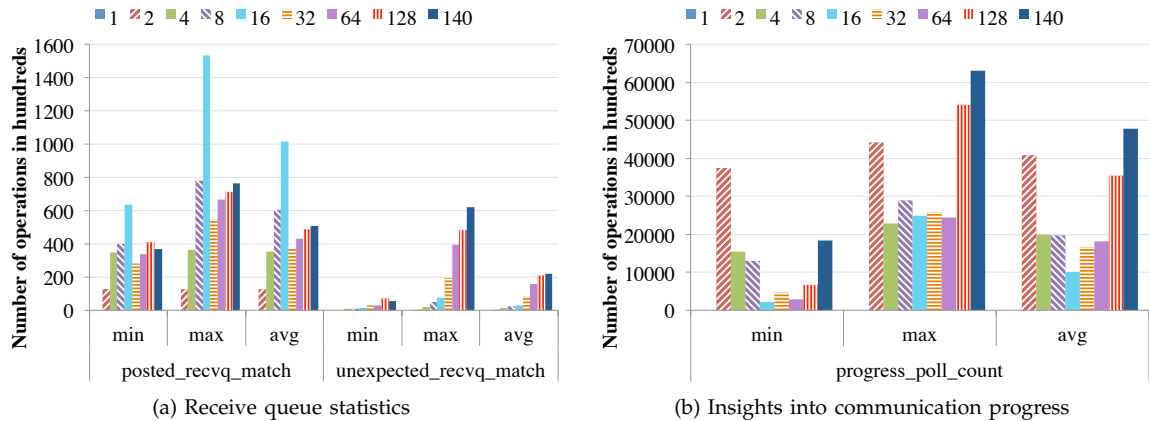 1 2 4 8 16 32 64 128 140
Number of operations in hundreds
1600
1400
1200
1000
800
600
400
200
0
min max avg min max avg
posted_recvq_match unexpected_recvq_match
(a) Receive queue statistics
1 2 4 8 16 32 64 128 140
Number of operations in hundreds
70000
60000
50000
40000
30000
20000
10000
0
min max avg
progress_poll_count
(b) Insights into communication progress